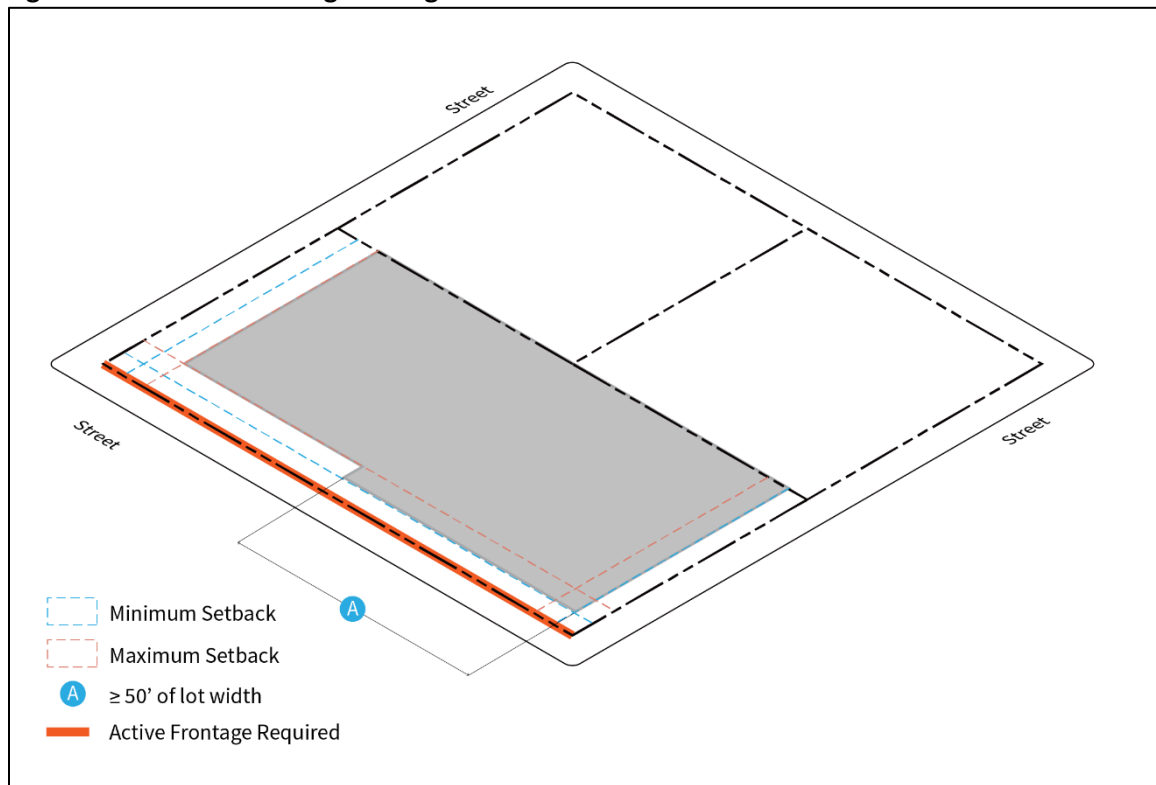 Street
Street
Street
A
Minimum Setback
Maximum Setback
A ≥ 50’ of lot width
Active Frontage Required